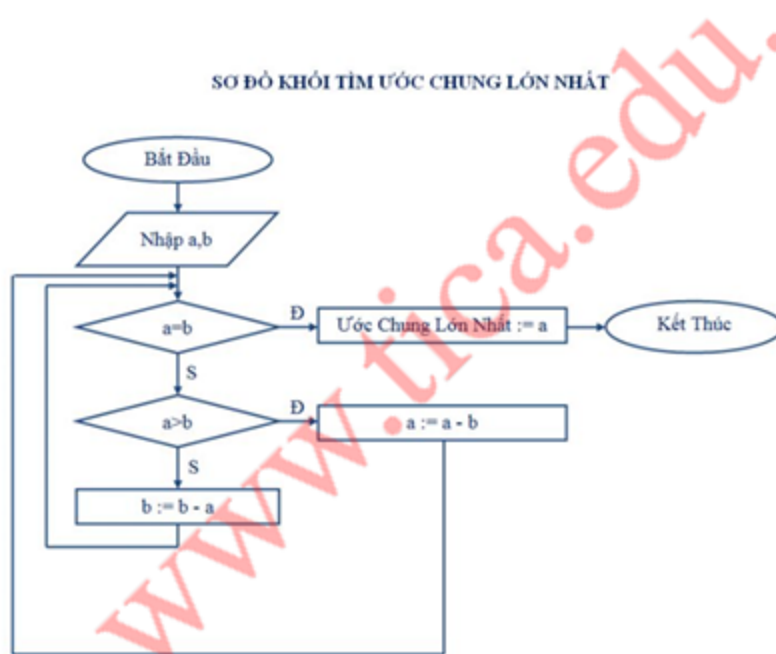 SƠ ĐỒ KHỐI TÌM ƯỚC CHUNG LỚN NHẤT
Bắt Đầu
Nhập a,b
a=b
Đ
Ước Chung Lớn Nhất := a
Kết Thúc
S
a>b
Đ
a := a - b
S
b := b - a
www.tica.edu.